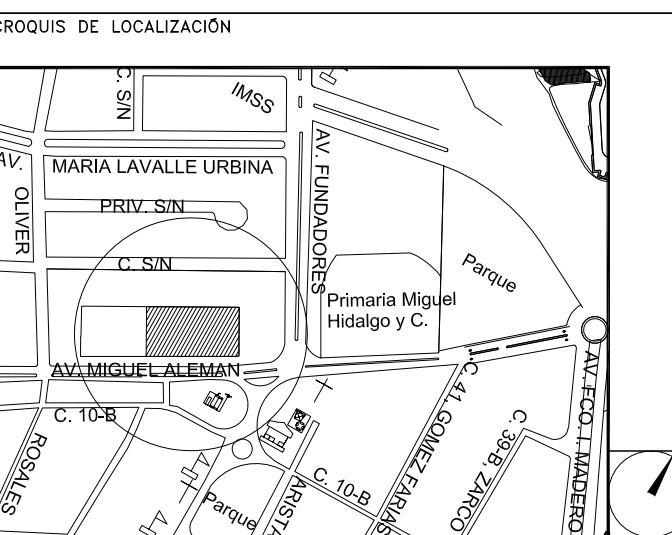 CROQUIS DE LOCALIZACIÓN
C. S/N
IMSS
AV.
OLIVER
MARIA LAVALLE URBINA
PRIV. S/N
AV. FUNDADORES
C. S/N
Parque
Primaria Miguel
Hidalgo y C.
AV. MIGUEL ALEMAN
C. 10-B
ROSALES
C. 41, GOMEZ FARIAS
C. 39-B, ZARCO
AV. FCO. I. MADERO
C. 10-B
Parque
ARISTA